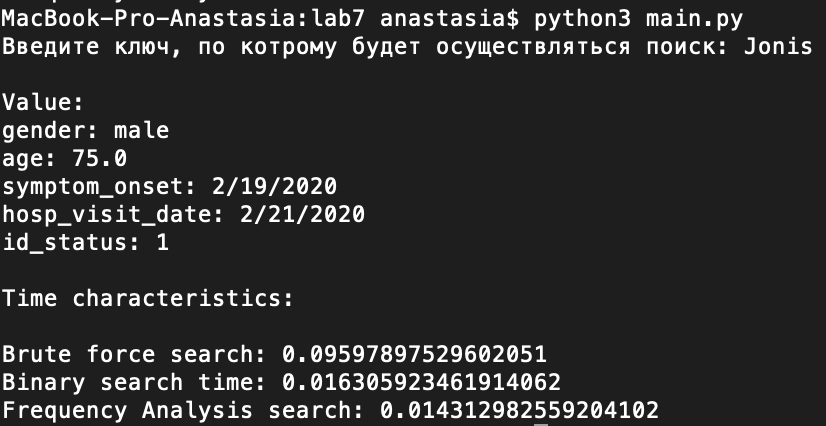 MacBook-Pro-Anastasia:lab7 anastasia$ python3 main.py
Введите ключ, по котрому будет осуществляться поиск: Jonis
Value:
gender: male
age: 75.0
symptom_onset: 2/19/2020
hosp_visit_date: 2/21/2020
id_status: 1
Time characteristics:
Brute force search: 0.09597897529602051
Binary search time: 0.016305923461914062
Frequency Analysis search: 0.014312982559204102